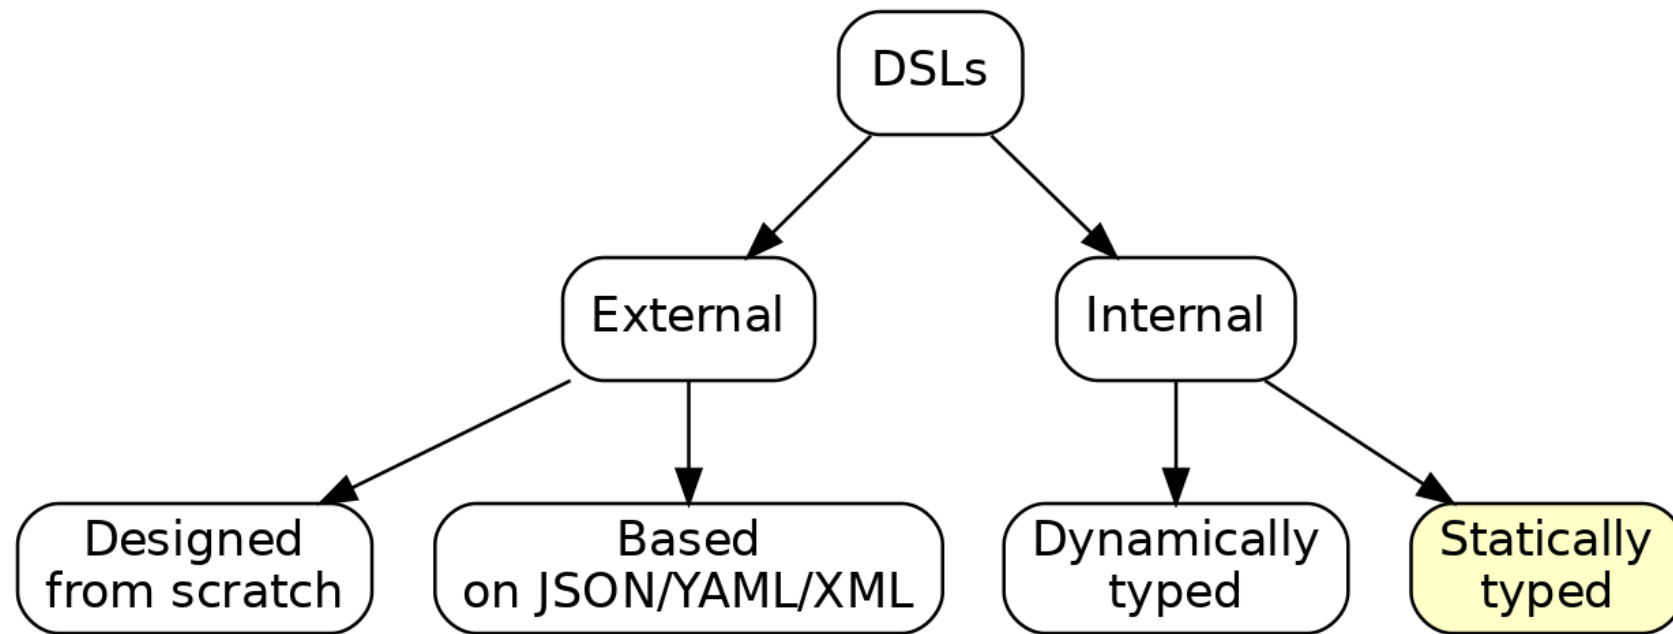 DSLs
External
Internal
Designed
from scratch
Based
on JSON/YAML/XML
Dynamically
typed
Statically
typed